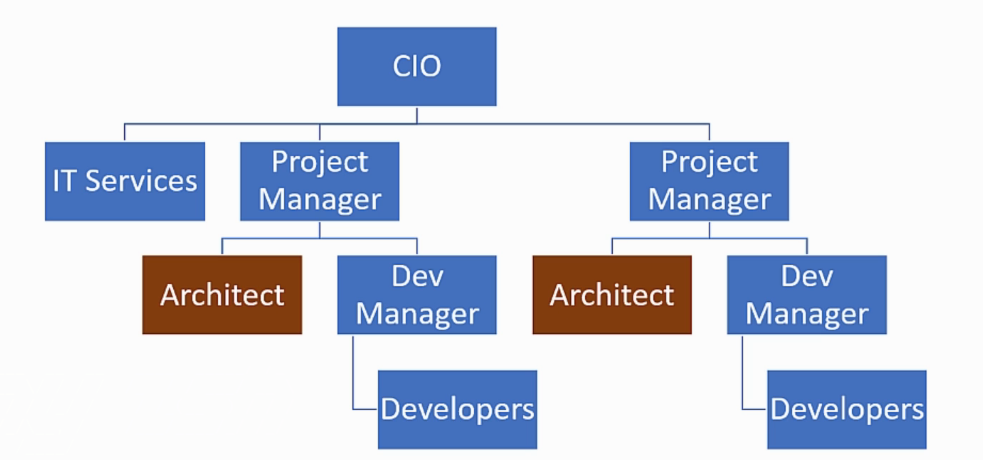 CIO
IT Services
Project
Manager
Project
Manager
Architect
Dev
Manager
Architect
Dev
Manager
Developers
Developers